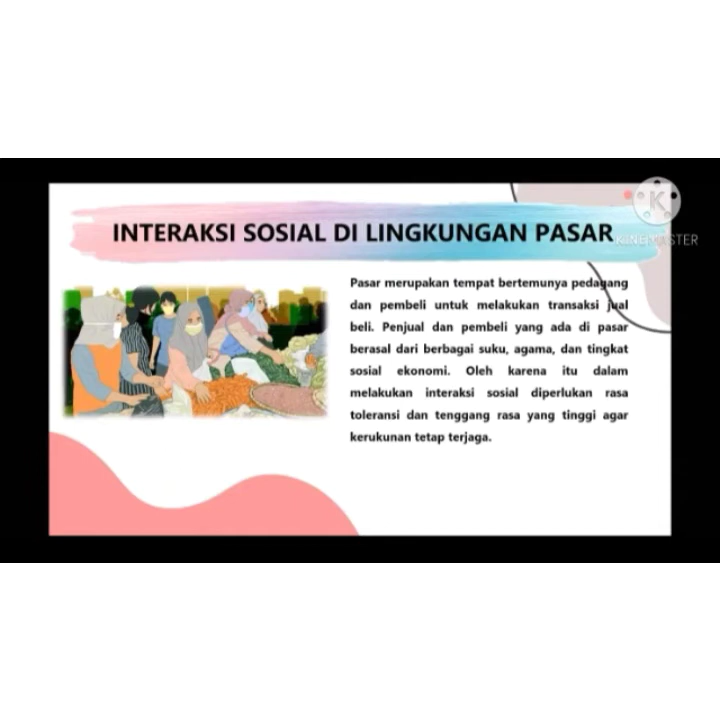 INTERAKSI SOSIAL DI LINGKUNGAN PASAR
KINEMASTER
Pasar merupakan tempat bertemunya pedagang
dan pembeli untuk melakukan transaksi jual
beli. Penjual dan pembeli yang ada di pasar
berasal dari berbagai suku, agama, dan tingkat
sosial ekonomi. Oleh karena itu dalam
melakukan interaksi sosial diperlukan rasa
toleransi dan tenggang rasa yang tinggi agar
kerukunan tetap terjaga.